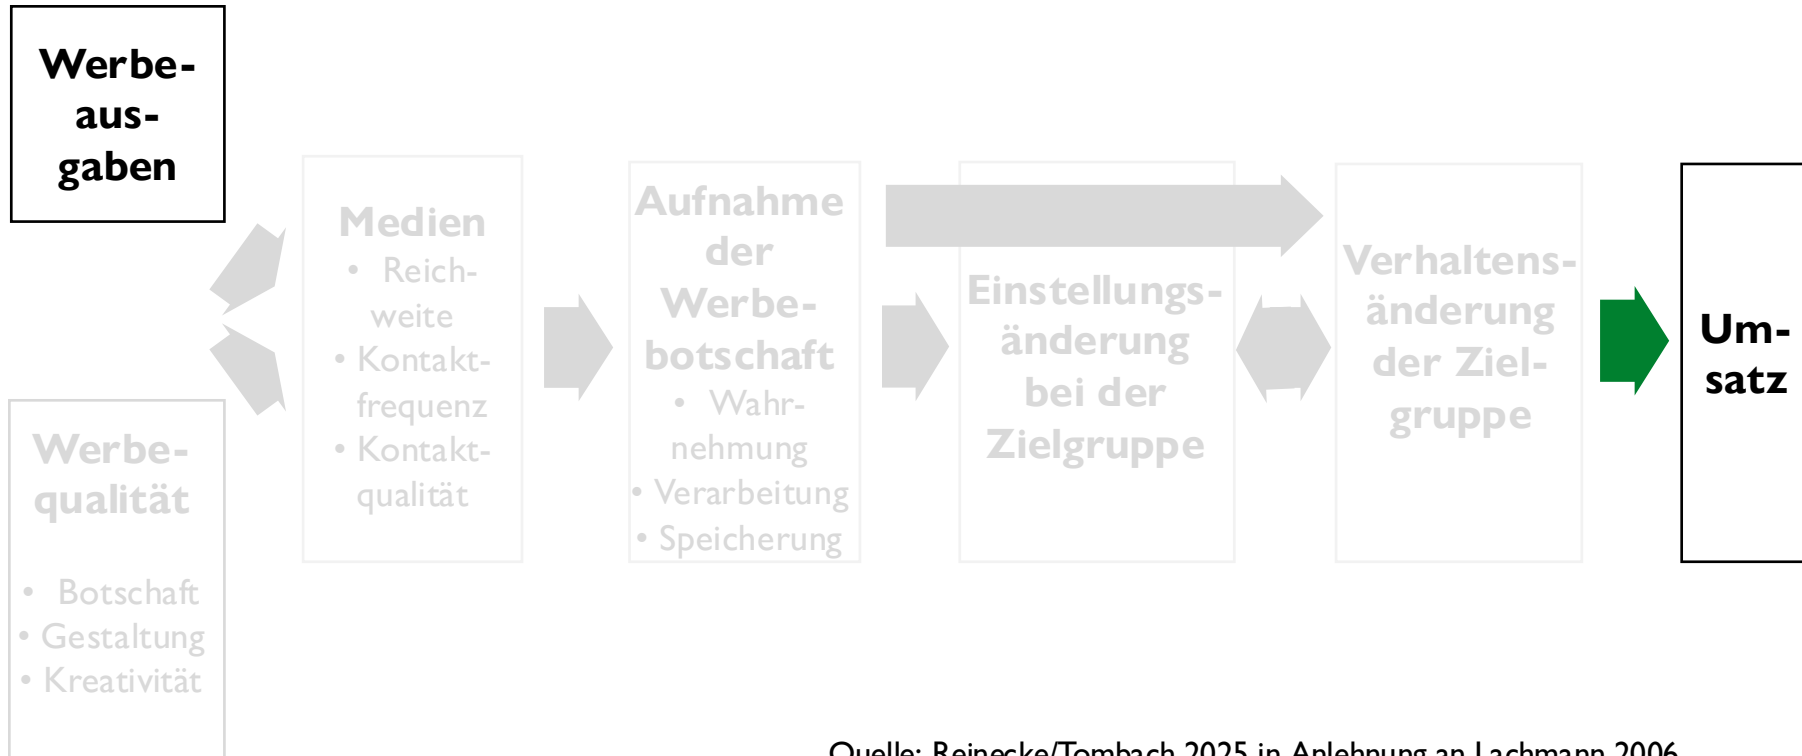 Werbe-
aus-
gaben
Werbe-
qualität
• Botschaft
• Gestaltung
• Kreativität
Medien
• Reich-
weite
• Kontakt-
frequenz
• Kontakt-
qualität
Aufnahme
der
Werbe-
botschaft
• Wahr-
nehmung
• Verarbeitung
• Speicherung
Einstellungs-
änderung
bei der
Zielgruppe
Verhaltens-
änderung
der Ziel-
gruppe
Um-
satz
Quelle: Reinecke/Tombach 2025 in Anlehnung an Lachmann 2006